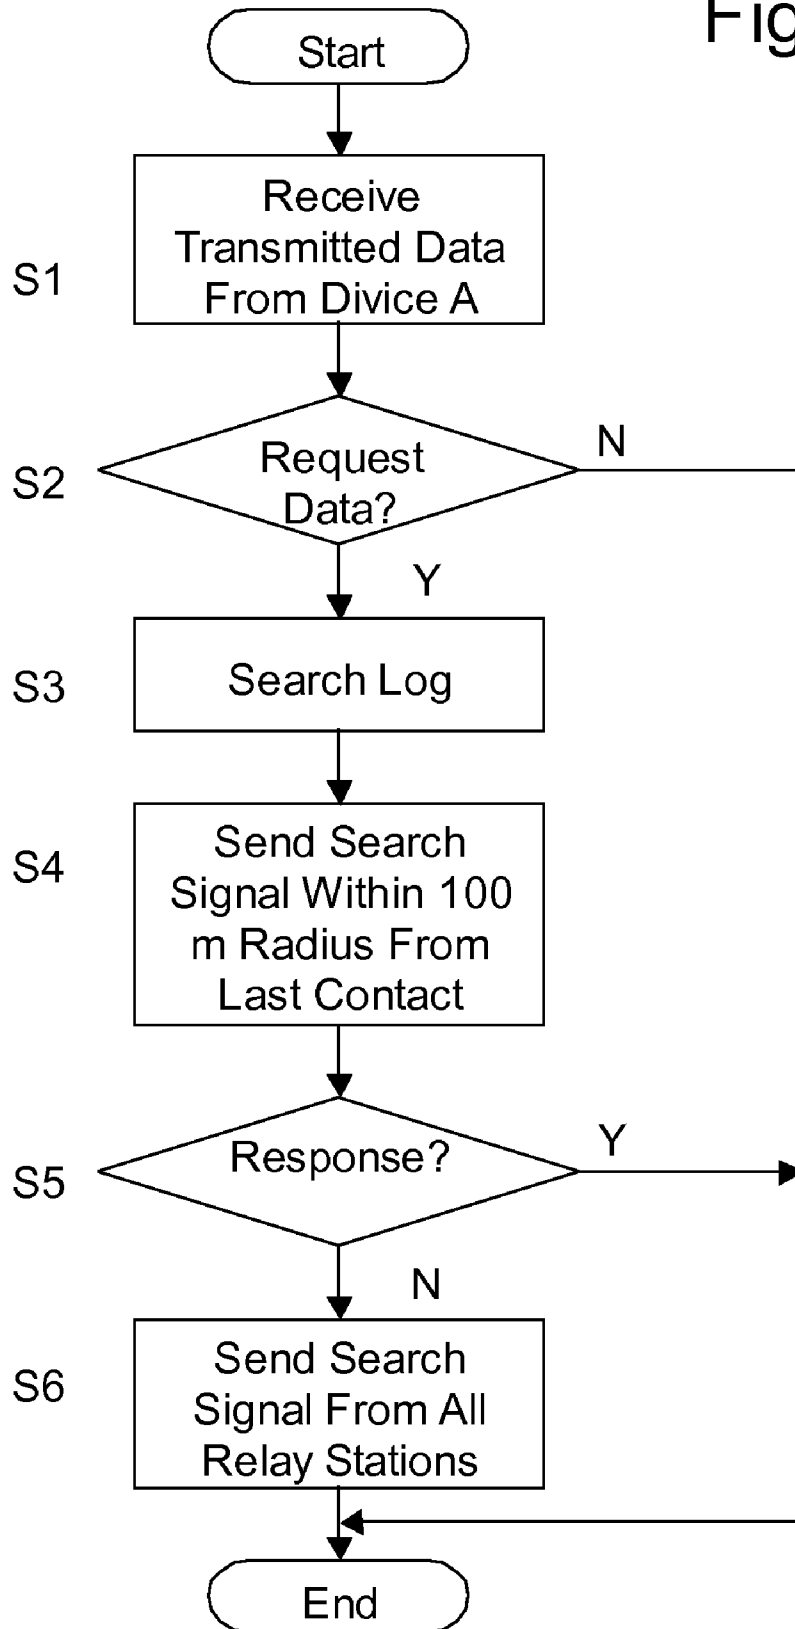 Fig
Start
S1
Receive
Transmitted Data
From Divice A
S2
Request
Data?
N
Y
S3
Search Log
S4
Send Search
Signal Within 100
m Radius From
Last Contact
S5
Response?
Y
N
S6
Send Search
Signal From All
Relay Stations
End